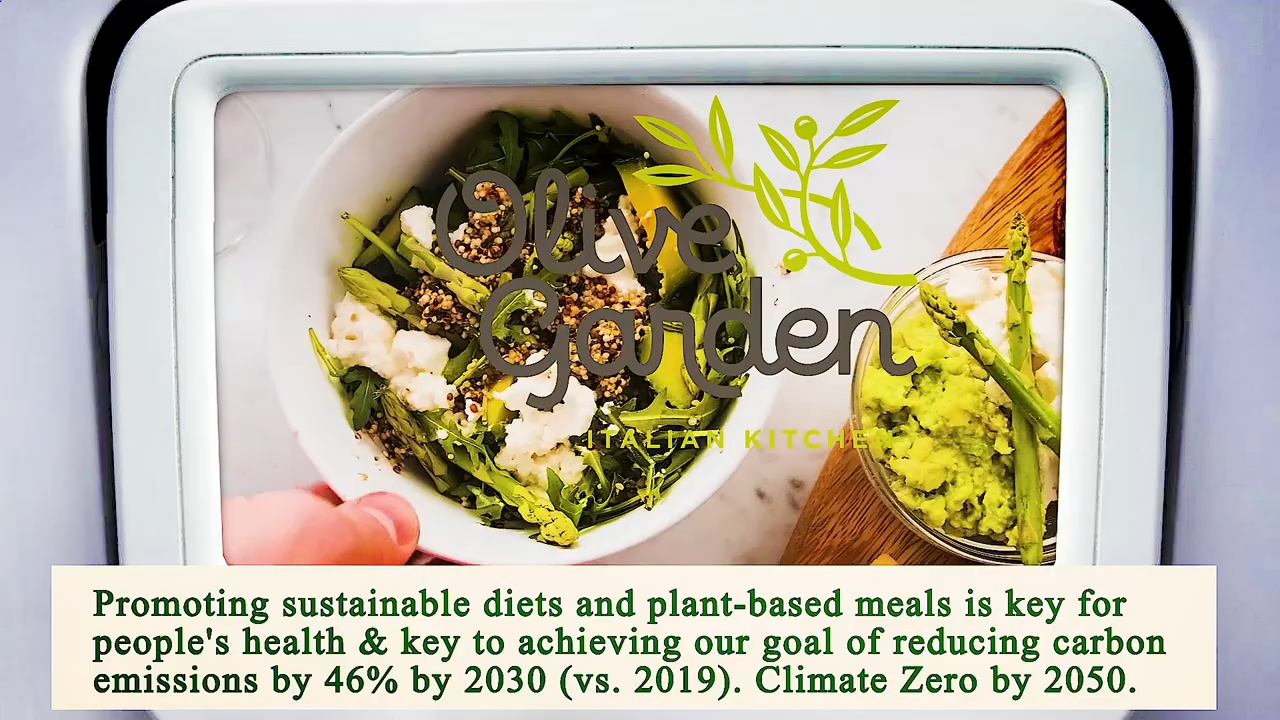 Olive
Garden
ITALIAN KITCHEN
Promoting sustainable diets and plant-based meals is key for
people's health & key to achieving our goal of reducing carbon
emissions by 46% by 2030 (vs. 2019). Climate Zero by 2050.